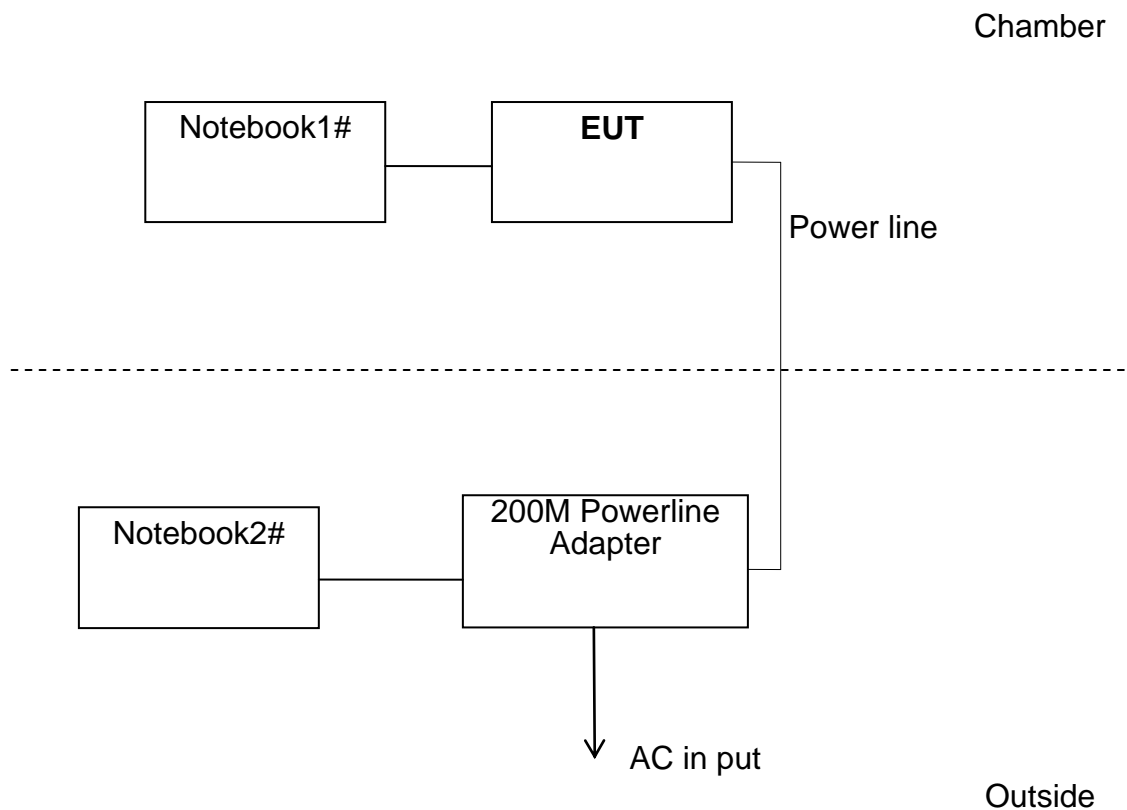 Chamber
Notebook1#
EUT
Power line
Notebook2#
200M Powerline
Adapter
AC in put
Outside